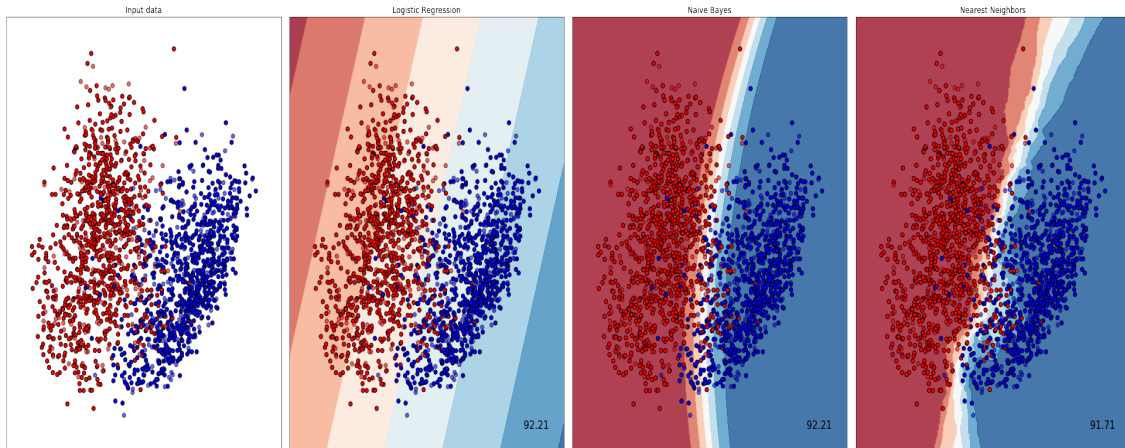 Input data
Logistic Regression
Naive Bayes
Nearest Neighbors
92.21
92.21
91.71